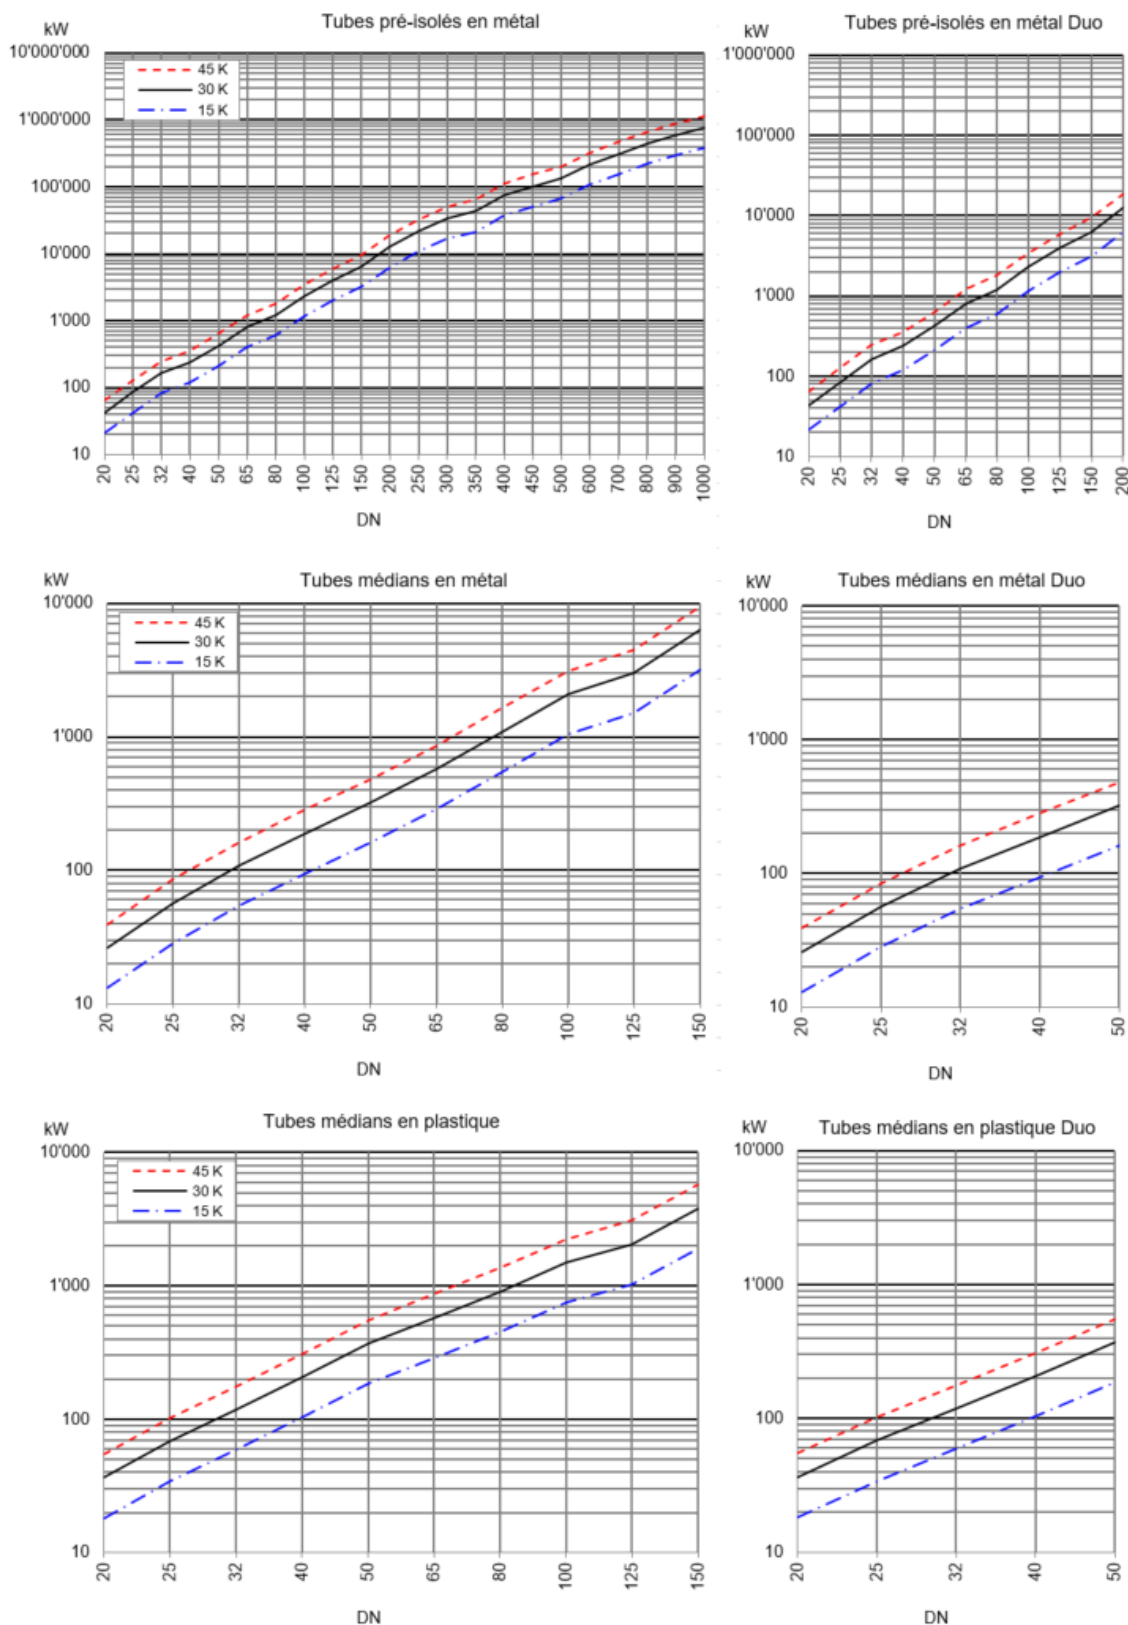 Tubes pré-isolés en métal
kW
10'000'000
1'000'000
100'000
10'000
1'000
100
10
45 K
30 K
15 K
20 25 32 40 50 65 80 100 125 150 200 250 300 350 400 450 500 600 700 800 900 1000
DN
Tubes pré-isolés en métal Duo
kW
1'000'000
100'000
10'000
1'000
100
10
20 25 32 40 50 65 80 100 125 150 200
DN
Tubes médians en métal
kW
10'000
1'000
100
10
45 K
30 K
15 K
20 25 32 40 50 65 80 100 125 150
DN
Tubes médians en métal Duo
kW
10'000
1'000
100
10
20 25 32 40 50
DN
Tubes médians en plastique
kW
10'000
1'000
100
10
45 K
30 K
15 K
20 25 32 40 50 65 80 100 125 150
DN
Tubes médians en plastique Duo
kW
10'000
1'000
100
10
20 25 32 40 50
DN